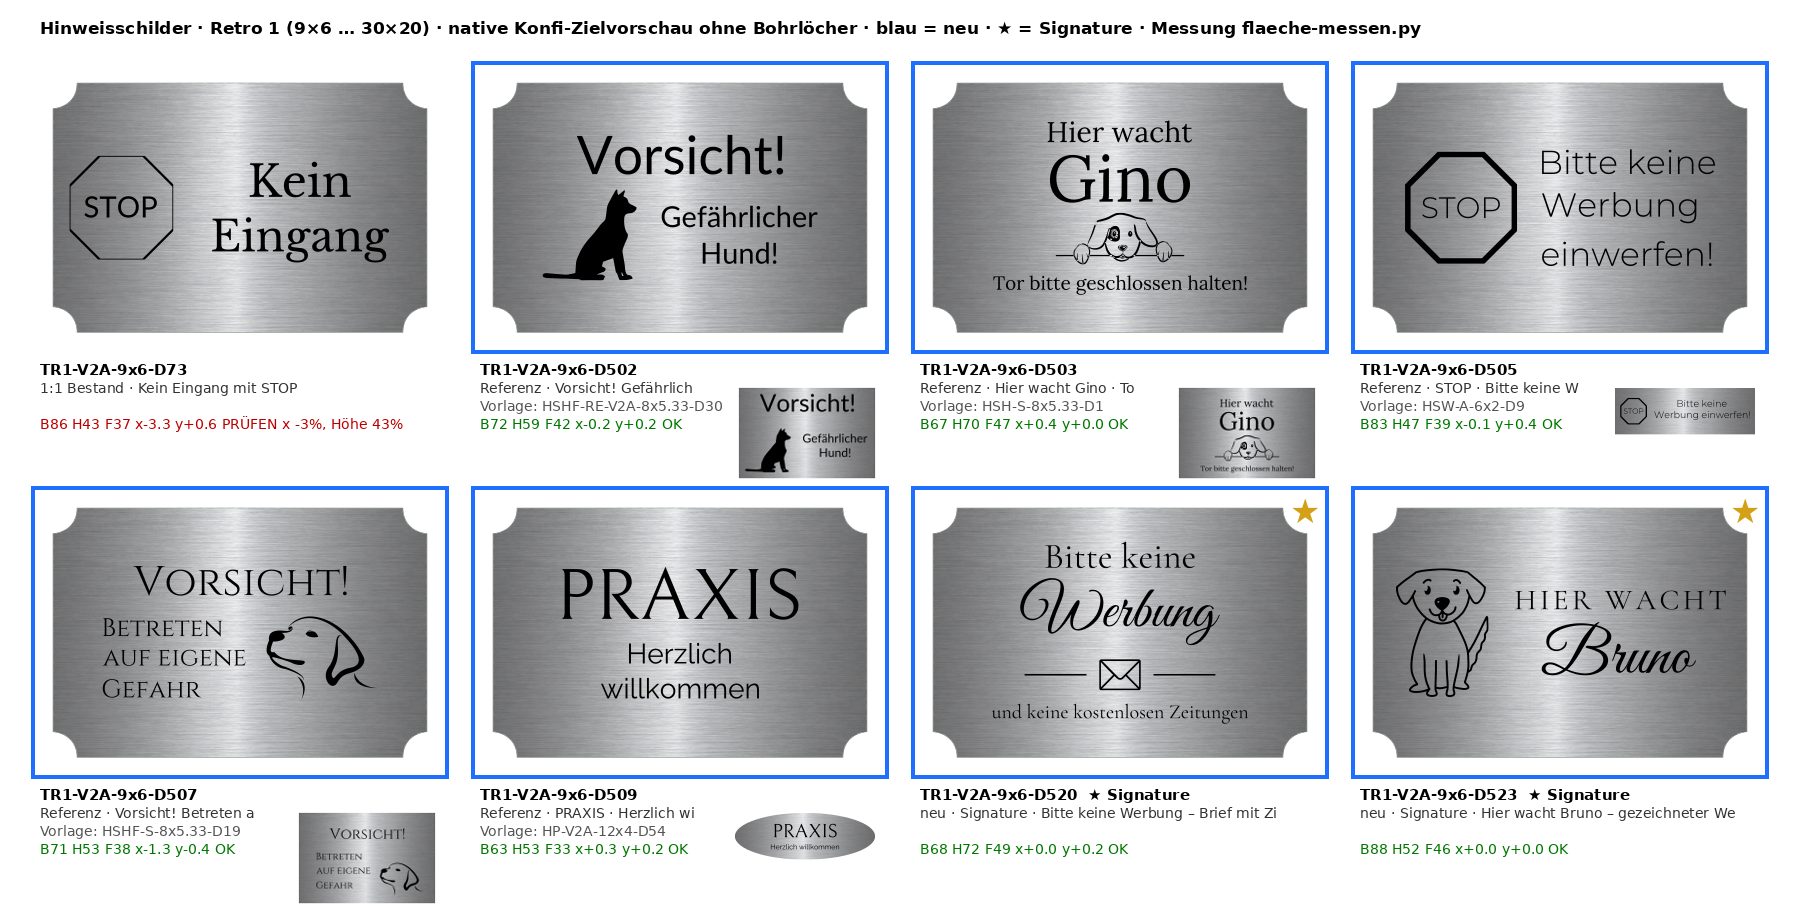 Hinweisschilder · Retro 1 (9×6 … 30×20) · native Konfi-Zielvorschau ohne Bohrlöcher · blau = neu · ★ = Signature · Messung flaeche-messen.py
STOP
Kein
Eingang
TR1-V2A-9x6-D73
1:1 Bestand · Kein Eingang mit STOP
B86 H43 F37 x-3.3 y+0.6 PRÜFEN x -3%, Höhe 43%
Vorsicht!
Gefährlicher
Hund!
TR1-V2A-9x6-D502
Referenz · Vorsicht! Gefährlich
Vorlage: HSHF-RE-V2A-8x5.33-D30
B72 H59 F42 x-0.2 y+0.2 OK
Vorsicht!
Gefährlicher
Hund!
Hier wacht
Gino
Tor bitte geschlossen halten!
TR1-V2A-9x6-D503
Referenz · Hier wacht Gino · To
Vorlage: HSH-S-8x5.33-D1
B67 H70 F47 x+0.4 y+0.0 OK
Hier wacht
Gino
Tor bitte geschlossen halten!
STOP
Bitte keine
Werbung
einwerfen!
TR1-V2A-9x6-D505
Referenz · STOP · Bitte keine W
Vorlage: HSW-A-6x2-D9
B83 H47 F39 x-0.1 y+0.4 OK
STOP
Bitte keine
Werbung einwerfen!
Vorsicht!
Betreten
auf eigene
Gefahr
TR1-V2A-9x6-D507
Referenz · Vorsicht! Betreten a
Vorlage: HSHF-S-8x5.33-D19
B71 H53 F38 x-1.3 y-0.4 OK
Vorsicht!
Betreten
auf eigene
Gefahr
PRAXIS
Herzlich
willkommen
TR1-V2A-9x6-D509
Referenz · PRAXIS · Herzlich wi
Vorlage: HP-V2A-12x4-D54
B63 H53 F33 x+0.3 y+0.2 OK
PRAXIS
Herzlich willkommen
Bitte keine
Werbung
und keine kostenlosen Zeitungen
TR1-V2A-9x6-D520 ★ Signature
neu · Signature · Bitte keine Werbung – Brief mit Zi
B68 H72 F49 x+0.0 y+0.2 OK
HIER WACHT
Bruno
TR1-V2A-9x6-D523 ★ Signature
neu · Signature · Hier wacht Bruno – gezeichneter We
B88 H52 F46 x+0.0 y+0.0 OK